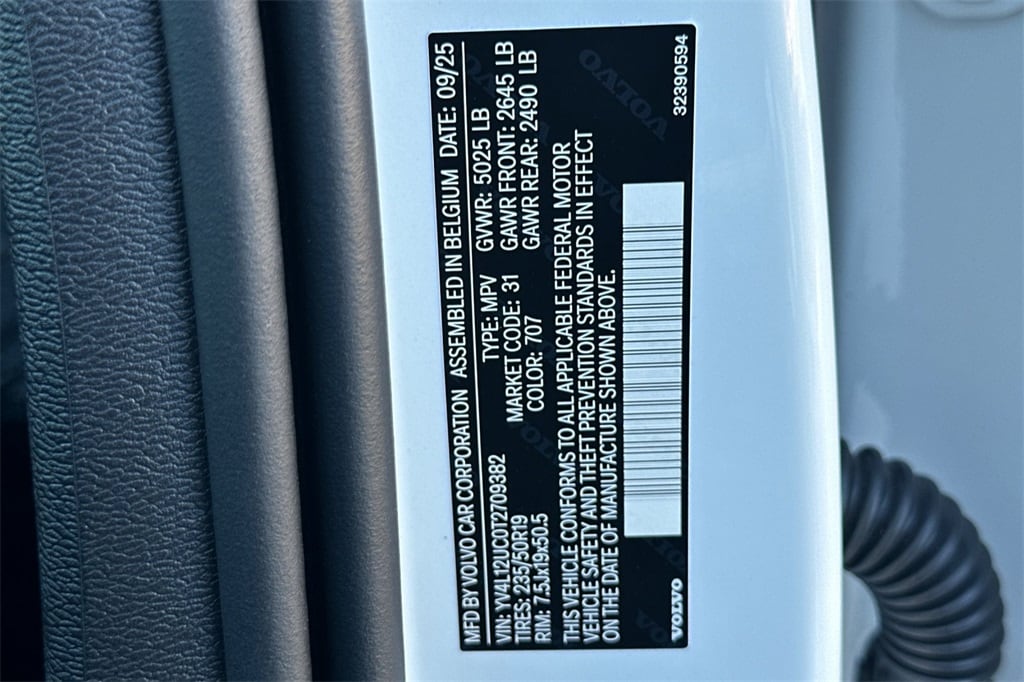 MFD BY VOLVO CAR CORPORATION ASSEMBLED IN BELGIUM DATE: 09/25
VIN: YV4L12UC0T2709382 TYPE: MPV GVWR: 5025 LB
TIRES: 235/50R19 MARKET CODE: 31 GAWR FRONT: 2645 LB
RIM: 7.5Jx19x50.5 COLOR: 707 GAWR REAR: 2490 LB
THIS VEHICLE CONFORMS TO ALL APPLICABLE FEDERAL MOTOR
VEHICLE SAFETY AND THEFT PREVENTION STANDARDS IN EFFECT
ON THE DATE OF MANUFACTURE SHOWN ABOVE.
VOLVO 32390594